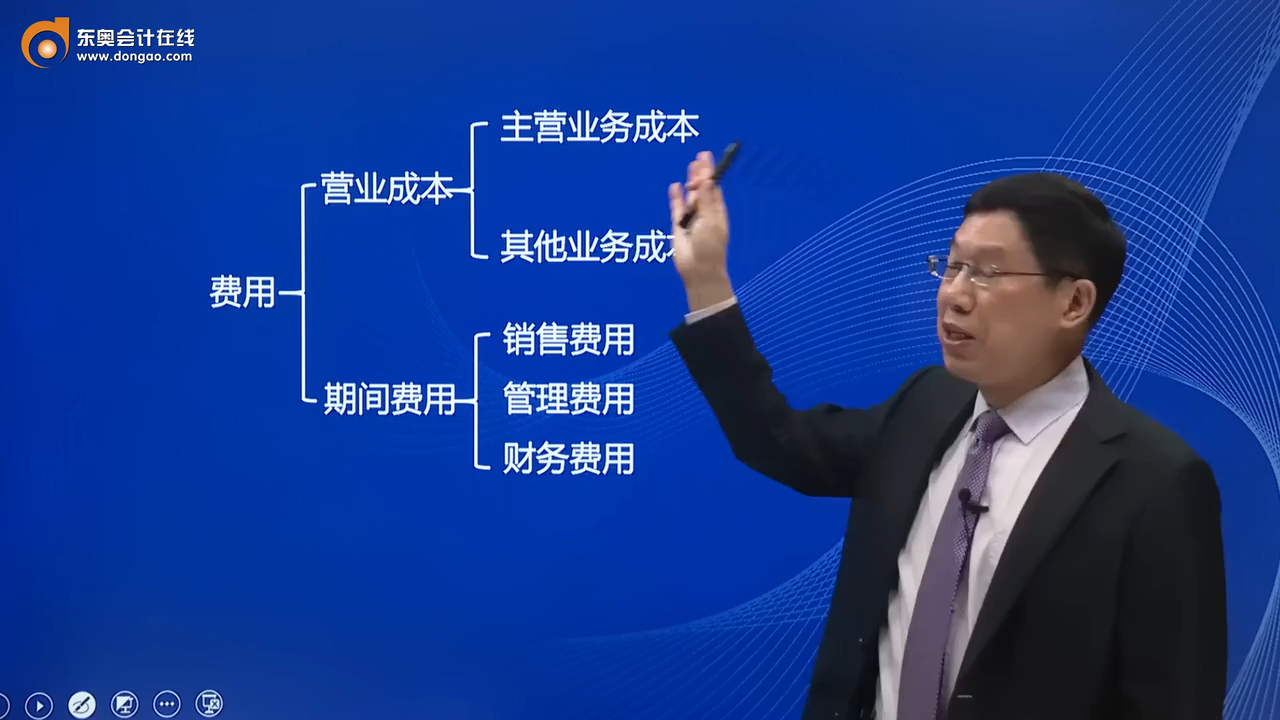 东奥会计在线
www.dongao.com
主营业务成本
营业成本
其他业务成
费用
销售费用
期间费用
管理费用
财务费用